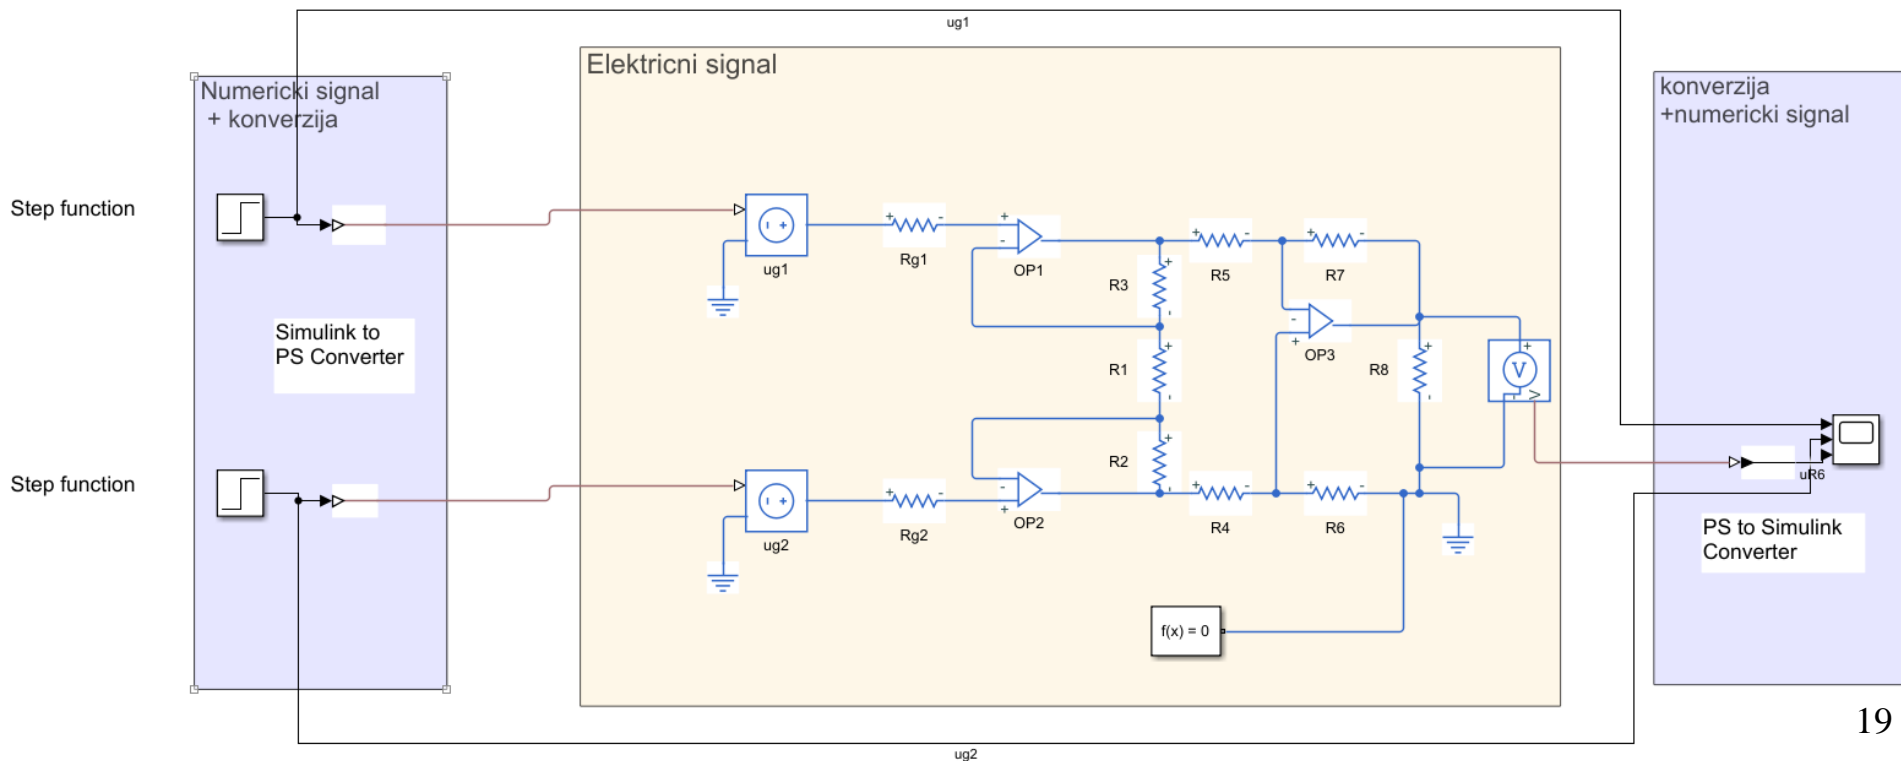 ug1
Elektricni signal
Numericki signal
+ konverzija
konverzija
+numericki signal
Step function
ug1
Rg1
+
-
+
-
OP1
+
-
R5
+
-
R7
R3
+
-
Simulink to
PS Converter
-
+
OP3
R1
+
-
R8
+
-
+
V
-
V
Step function
R2
+
-
ug2
Rg2
+
-
-
+
OP2
+
-
R4
+
-
R6
uR6
PS to Simulink
Converter
f(x) = 0
19
ug2